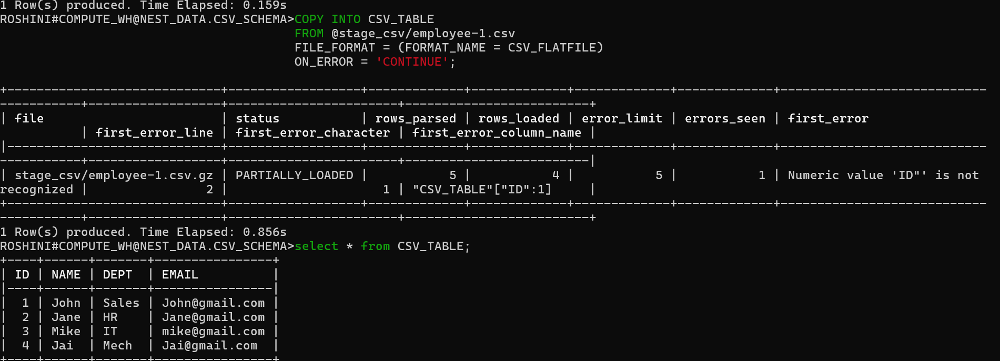 1 Row(s) produced. Time Elapsed: 0.159s
ROSHINI#COMPUTE_WH@NEST_DATA.CSV_SCHEMA>COPY INTO CSV_TABLE
FROM @stage_csv/employee-1.csv
FILE_FORMAT = (FORMAT_NAME = CSV_FLATFILE)
ON_ERROR = 'CONTINUE';
| file | status | rows_parsed | rows_loaded | error_limit | errors_seen | first_error
| first_error_line | first_error_character | first_error_column_name |
| stage_csv/employee-1.csv.gz | PARTIALLY_LOADED | 5 | 4 | 5 | 1 | Numeric value 'ID"' is not
recognized | 2 | 1 | "CSV_TABLE"["ID":1] |
1 Row(s) produced. Time Elapsed: 0.856s
ROSHINI#COMPUTE_WH@NEST_DATA.CSV_SCHEMA>select * from CSV_TABLE;
| ID | NAME | DEPT | EMAIL |
| 1 | John | Sales | John@gmail.com |
| 2 | Jane | HR | Jane@gmail.com |
| 3 | Mike | IT | mike@gmail.com |
| 4 | Jai | Mech | Jai@gmail.com |